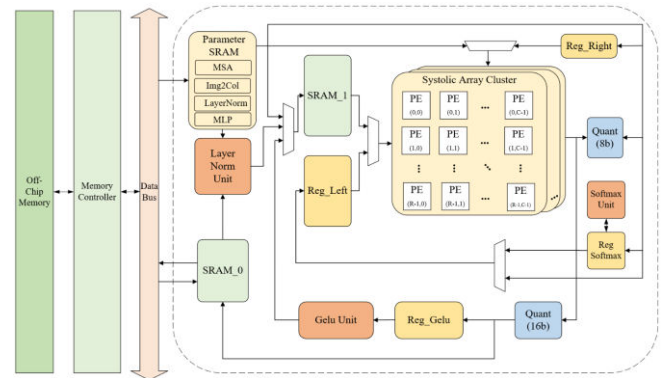 Off-
Chip
Memory
Memory
Controller
Data
Bus
Parameter
SRAM
MSA
Img2Col
LayerNorm
MLP
Layer
Norm
Unit
SRAM_0
SRAM_1
Reg_Left
Systolic Array Cluster
PE
(0,0)
PE
(0,1)
...
PE
(0,C-1)
PE
(1,0)
PE
(1,1)
...
PE
(1,C-1)
PE
(R-1,0)
PE
(R-1,1)
...
PE
(R-1,C-1)
...
Reg_Right
Quant
(8b)
Softmax
Unit
Reg
Softmax
Gelu Unit
Reg_Gelu
Quant
(16b)